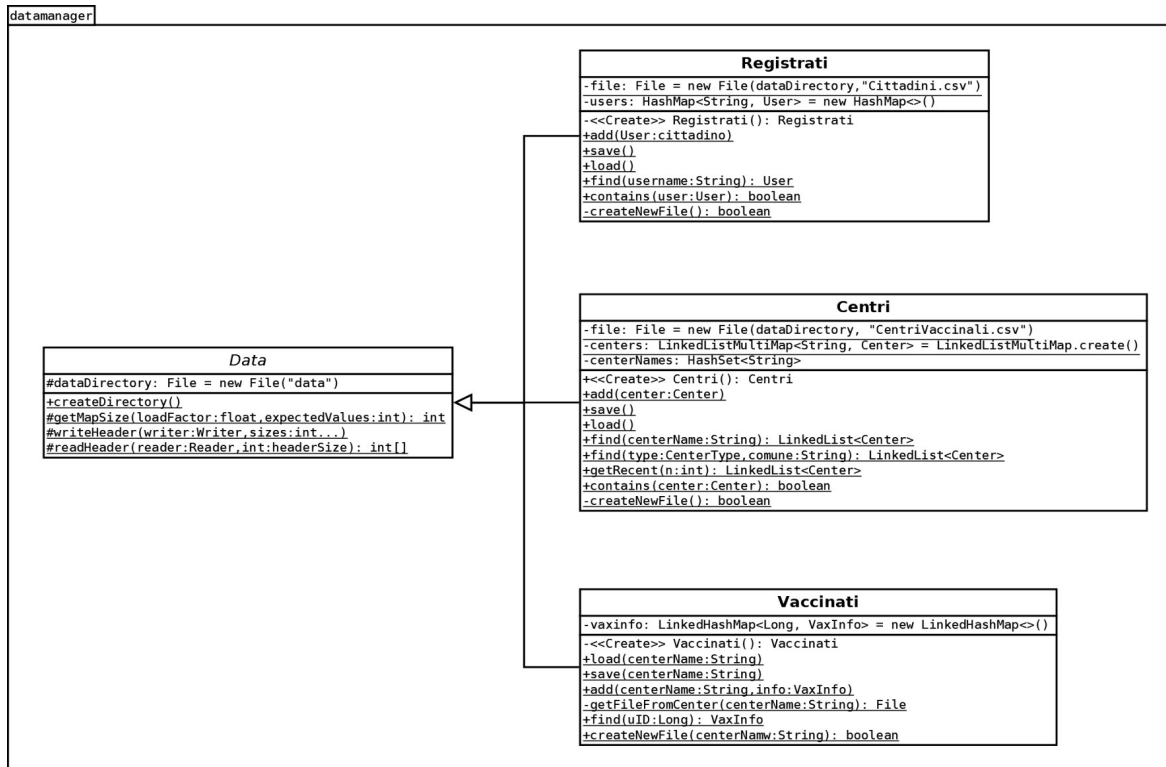 datamanager
Registrati
-file: File = new File(dataDirectory,"Cittadini.csv")
-users: HashMap<String, User> = new HashMap<>()
-<<Create>> Registrati(): Registrati
+add(User:cittadino)
+save()
+load()
+find(username:String): User
+contains(user:User): boolean
-createNewFile(): boolean
Centri
-file: File = new File(dataDirectory, "CentriVaccinali.csv")
-centers: LinkedListMultiMap<String, Center> = LinkedListMultiMap.create()
-centerNames: HashSet<String>
+<<Create>> Centri(): Centri
+add(center:Center)
+save()
+load()
+find(centerName:String): LinkedList<Center>
+find(type:CenterType,comune:String): LinkedList<Center>
+getRecent(n:int): LinkedList<Center>
+contains(center:Center): boolean
-createNewFile(): boolean
Data
#dataDirectory: File = new File("data")
+createDirectory()
#getMapSize(loadFactor:float,expectedValues:int): int
#writeHeader(writer:Writer,sizes:int...)
#readHeader(reader:Reader,int:headerSize): int[]
Vaccinati
-vaxinfo: LinkedHashMap<Long, VaxInfo> = new LinkedHashMap<>()
-<<Create>> Vaccinati(): Vaccinati
+load(centerName:String)
+save(centerName:String)
+add(centerName:String,info:VaxInfo)
-getFileFromCenter(centerName:String): File
+find(uID:Long): VaxInfo
+createNewFile(centerNamw:String): boolean